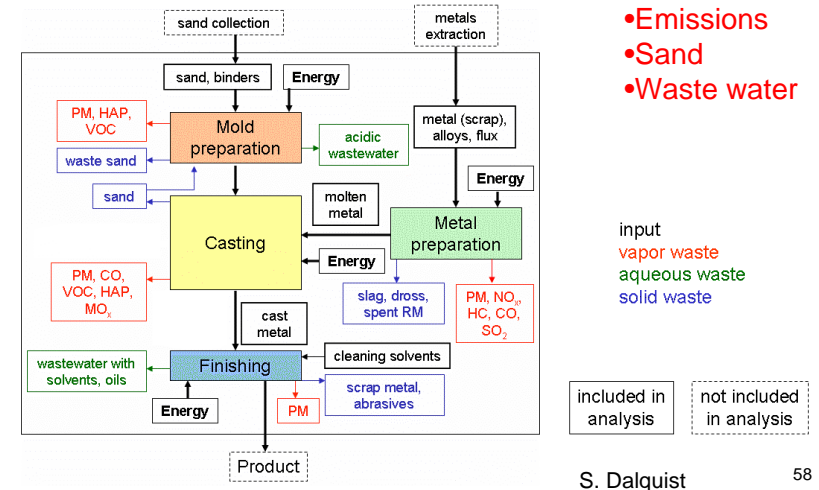 sand collection
metals
extraction
•Emissions
•Sand
•Waste water
sand, binders
Energy
metal (scrap),
alloys, flux
PM, HAP,
VOC
Mold
preparation
acidic
wastewater
waste sand
sand
Energy
molten
metal
Metal
preparation
Casting
Energy
input
vapor waste
aqueous waste
solid waste
PM, CO,
VOC, HAP,
MOₓ
slag, dross,
spent RM
PM, NOₓ,
HC, CO,
SO₂
cast
metal
wastewater with
solvents, oils
Finishing
cleaning solvents
scrap metal,
abrasives
Energy
PM
included in
analysis
not included
in analysis
Product
S. Dalquist
58